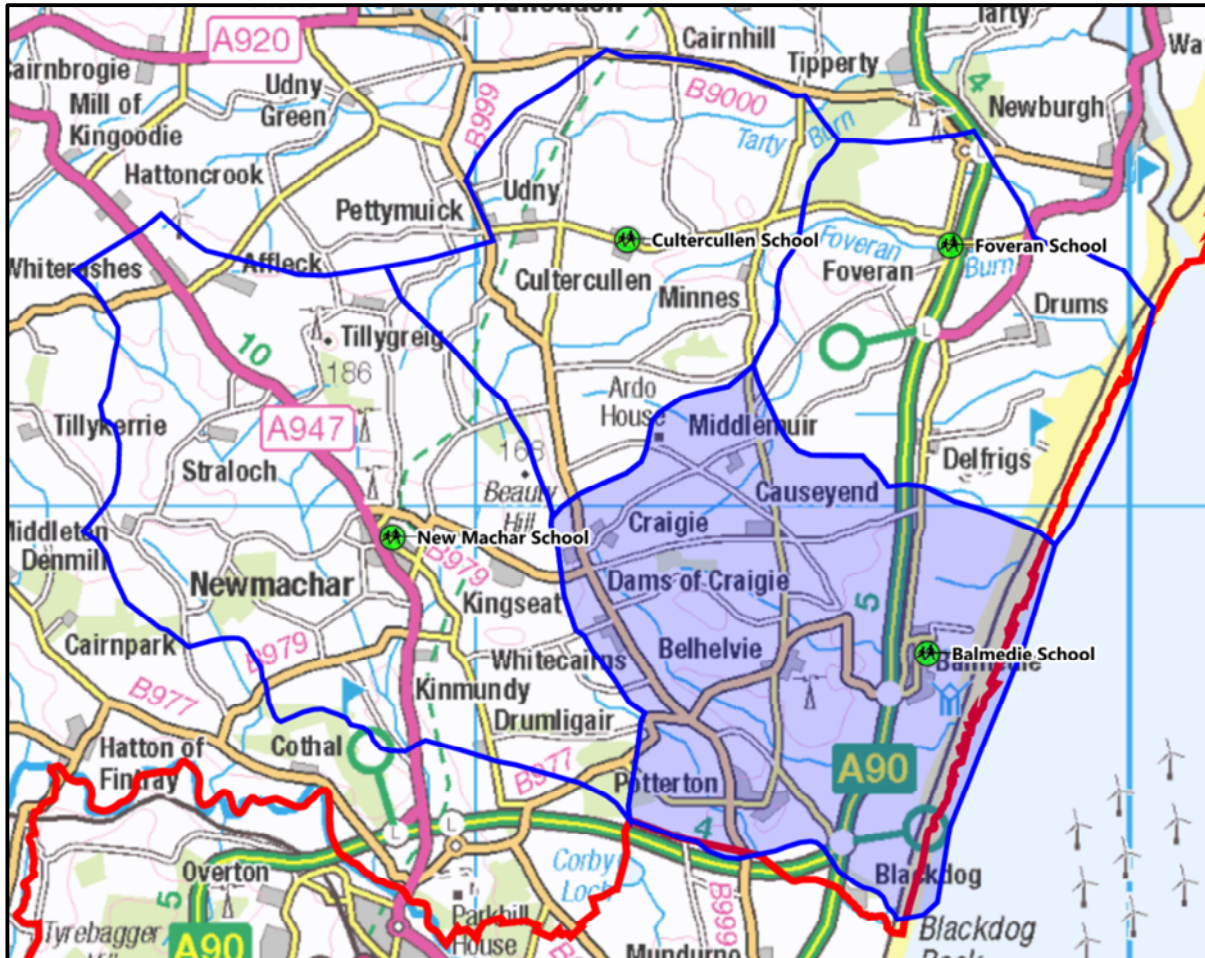 A920
Cairnhill
Tarty
Tipperty
Mill of
Kingoodie
Udny
Green
B999
B9000
4
Newburgh
Hattoncrook
Tarty Burn
Pettymuick
Udny
Cultercullen School
Foveran School
Foveran
Burn
Affleck
Cultercullen
Foveran
Minnes
Drums
10
Tillygreig
186
Ardo
House
Tillykerrie
A947
Middlemuir
Straloch
168
Beauty
Hill
Delfrigs
Causeyend
Craigie
Middleton
Denmill
New Machar School
B979
Newmachar
Kingseat
Dams of Craigie
5
Cairnpark
B979
Whitecairns
Belhelvie
Balmedie School
B977
Kinmundy
Drumligair
Hatton of
Fintray
Cothal
L
B977
Potterton
A90
4
Overton
5
Corby
Loch
Blackdog
B999
Parkhill
House
Tyrebagger
A90
Mundurno
Blackdog